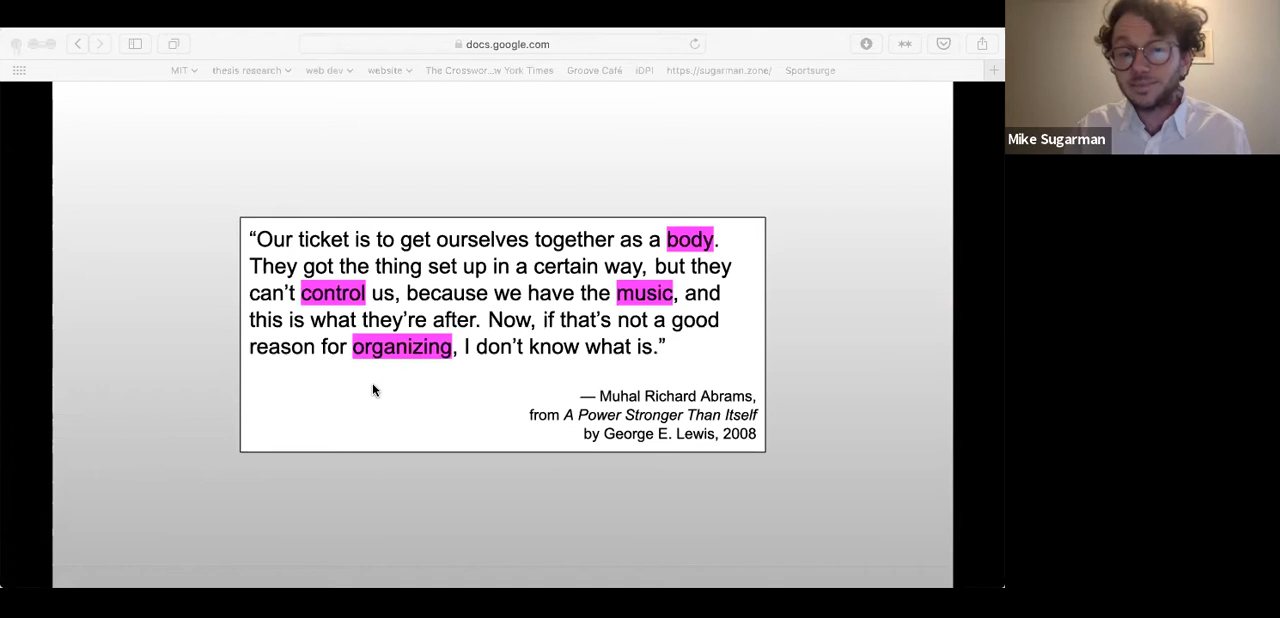 docs.google.com
MIT
thesis research
web dev
website
The Crosswor...w York Times
Groove Café
iDPI
https://sugarman.zone/
Sportsurge
Mike Sugarman
“Our ticket is to get ourselves together as a body.
They got the thing set up in a certain way, but they
can’t control us, because we have the music, and
this is what they’re after. Now, if that’s not a good
reason for organizing, I don’t know what is.”
— Muhal Richard Abrams,
from A Power Stronger Than Itself
by George E. Lewis, 2008